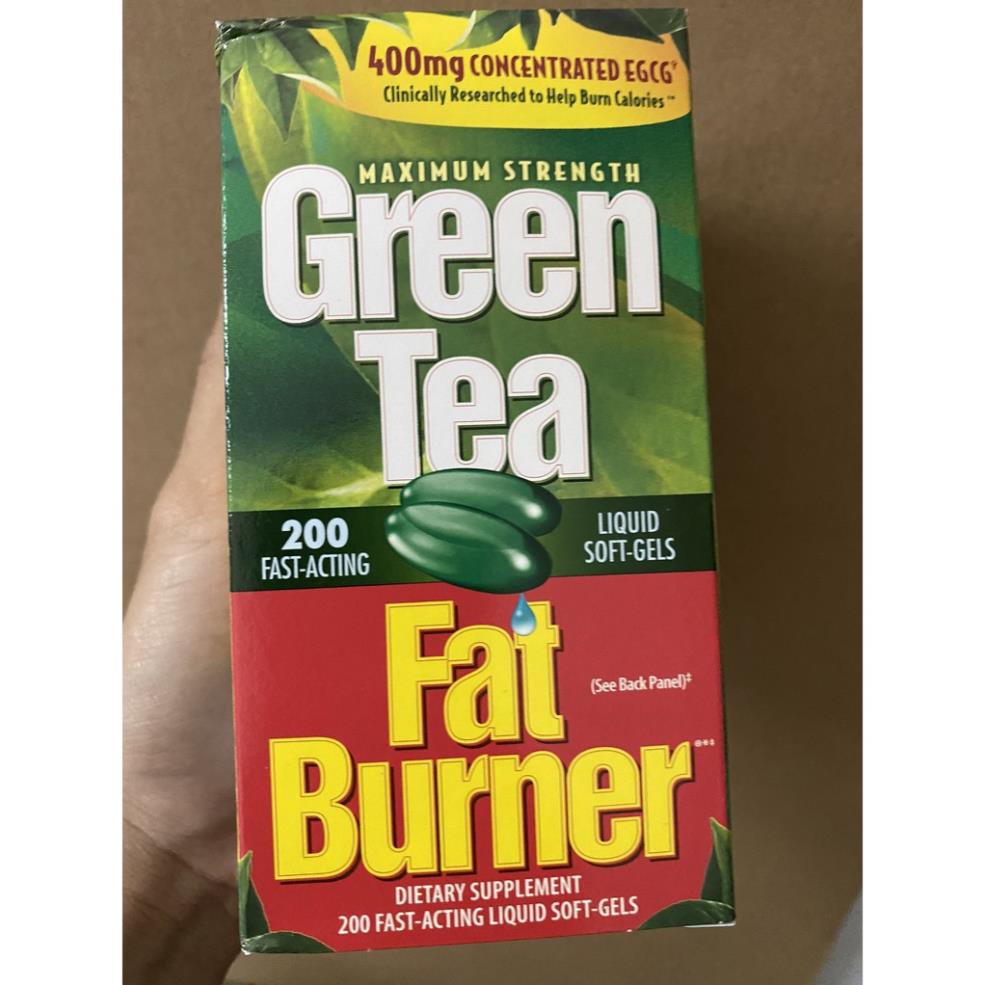 400mg CONCENTRATED EGCG
Clinically Researched to Help Burn Calories
MAXIMUM STRENGTH
Green
Tea
200
FAST-ACTING
LIQUID
SOFT-GELS
Fat
(See Back Panel)‡
Burner
DIETARY SUPPLEMENT
200 FAST-ACTING LIQUID SOFT-GELS